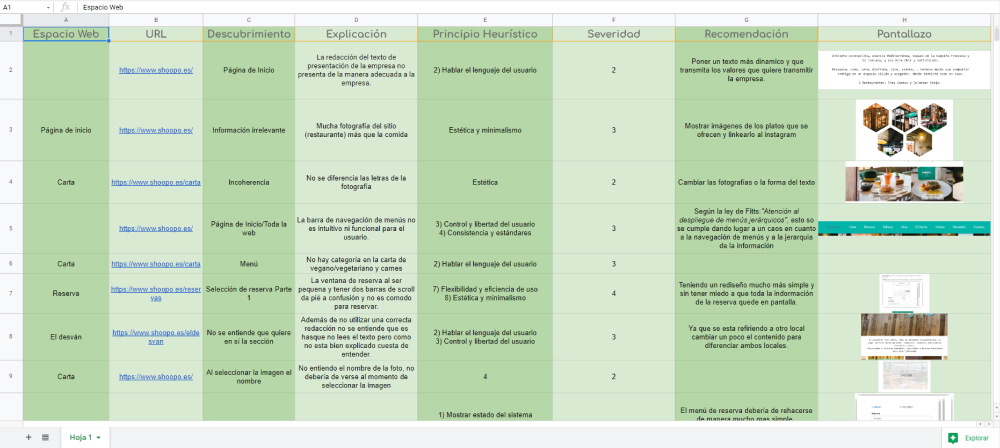 A1
fx
Espacio Web
A
B
C
D
E
F
G
H
1
Espacio Web
URL
Descubrimiento
Explicación
Principio Heurístico
Severidad
Recomendación
Pantallazo
2
https://www.shoopo.es/
Página de Inicio
La redacción del texto de
presentación de la empresa no
presenta de la manera adecuada a la
empresa.
2) Hablar el lenguaje del usuario
2
Poner un texto más dinamico y que
transmita los valores que quiere transmitir
la empresa.
3
Página de inicio
https://www.shoopo.es/
Información irrelevante
Mucha fotografía del sitio
(restaurante) más que la comida
Estética y minimalismo
3
Mostrar imágenes de los platos que se
ofrecen y linkearlo al instagram
4
Carta
https://www.shoopo.es/carta
Incoherencia
No se diferencia las letras de la
fotografía
Estética
2
Cambiar las fotografías o la forma del texto
5
https://www.shoopo.es/
Página de Inicio/Toda la
web
La barra de navegación de menús no
es intuitivo ni funcional para el
usuario.
3) Control y libertad del usuario
4) Consistencia y estándares
3
Según la ley de Fitts: "Atención al
despliegue de menús jerárquicos", esto so
se cumple dando lugar a un caos en cuanto
a la navegación de menús y a la jerarquía
de la información
6
Carta
https://www.shoopo.es/carta
Menú
No hay categoría en la carta de
vegano/vegetariano y carnes
2) Hablar el lenguaje del usuario
3
7
Reserva
https://www.shoopo.es/reser
vas
Selección de reserva Parte
1
La ventana de reserva al ser
pequena y tener dos barras de scroll
da pié a confusión y no es comodo
para reservar.
7) Flexibilidad y eficiencia de uso
8) Estética y minimalismo
4
Teniendo un rediseño mucho más simple y
sin tener miedo a que toda la indormación
de la reserva quede en pantalla.
8
El desván
https://www.shoopo.es/elde
svan
No se entiende que quiere
en sí la sección
Además de no utilizar una correcta
redacción no se entiende que es
hasque no lees el texto pero como
no esta bien explicado cuesta de
entender.
2) Hablar el lenguaje del usuario
3) Control y libertad del usuario
3
Ya que se esta refiriendo a otro local
cambiar un poco el contenido para
diferenciar ambos locales.
9
Carta
https://www.shoopo.es/
Al seleccionar la imagen el
nombre
No entiendo el nombre de la foto, no
debería de verse al momento de
seleccionar la imagen
4
2
1) Mostrar estado del sistema
El menú de reserva debería de rehacerse
de manera mucho mas simple
Hoja 1
Explorar